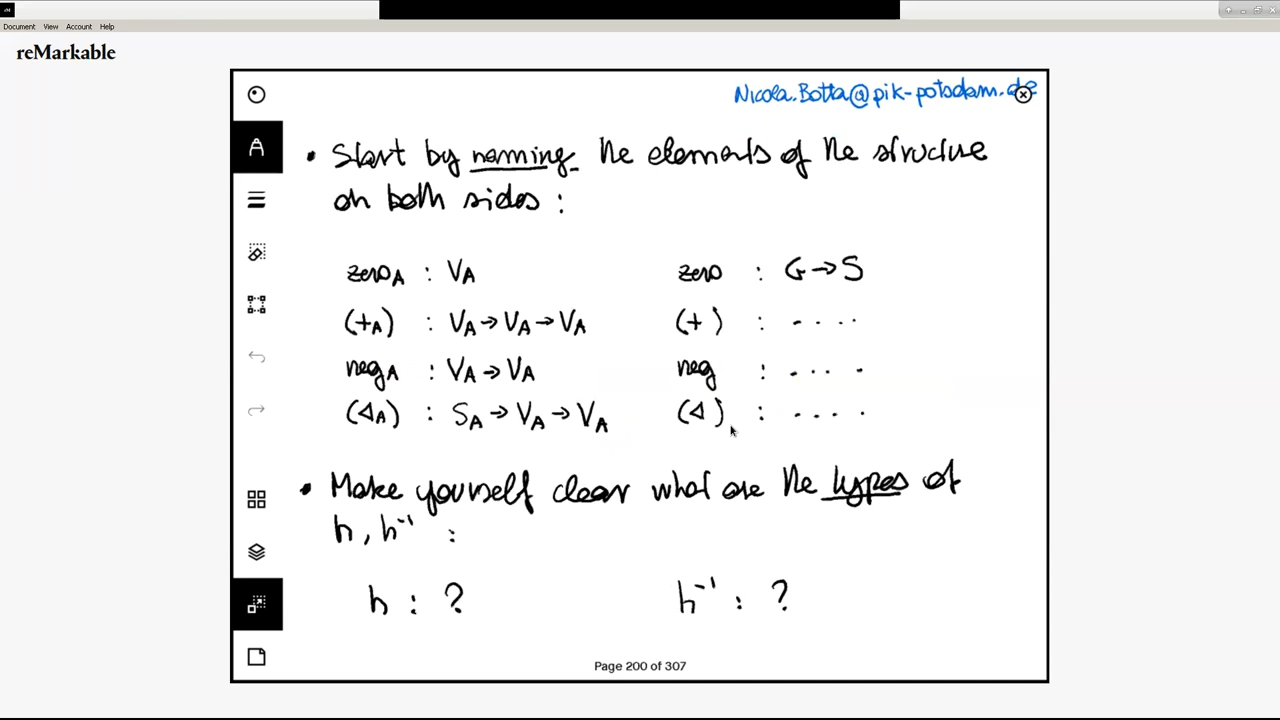 Document View Account Help
reMarkable
Nicola.Botta@pik-potsdam.de
• Start by naming the elements of the structure
on both sides :
zeroA : VA zero : G → S
(+A) : VA → VA → VA (+) : ....
negA : VA → VA neg : ....
(◁A) : SA → VA → VA (◁) : ....
• Make yourself clear what are the types of
h, h⁻¹ :
h : ? h⁻¹ : ?
Page 200 of 307